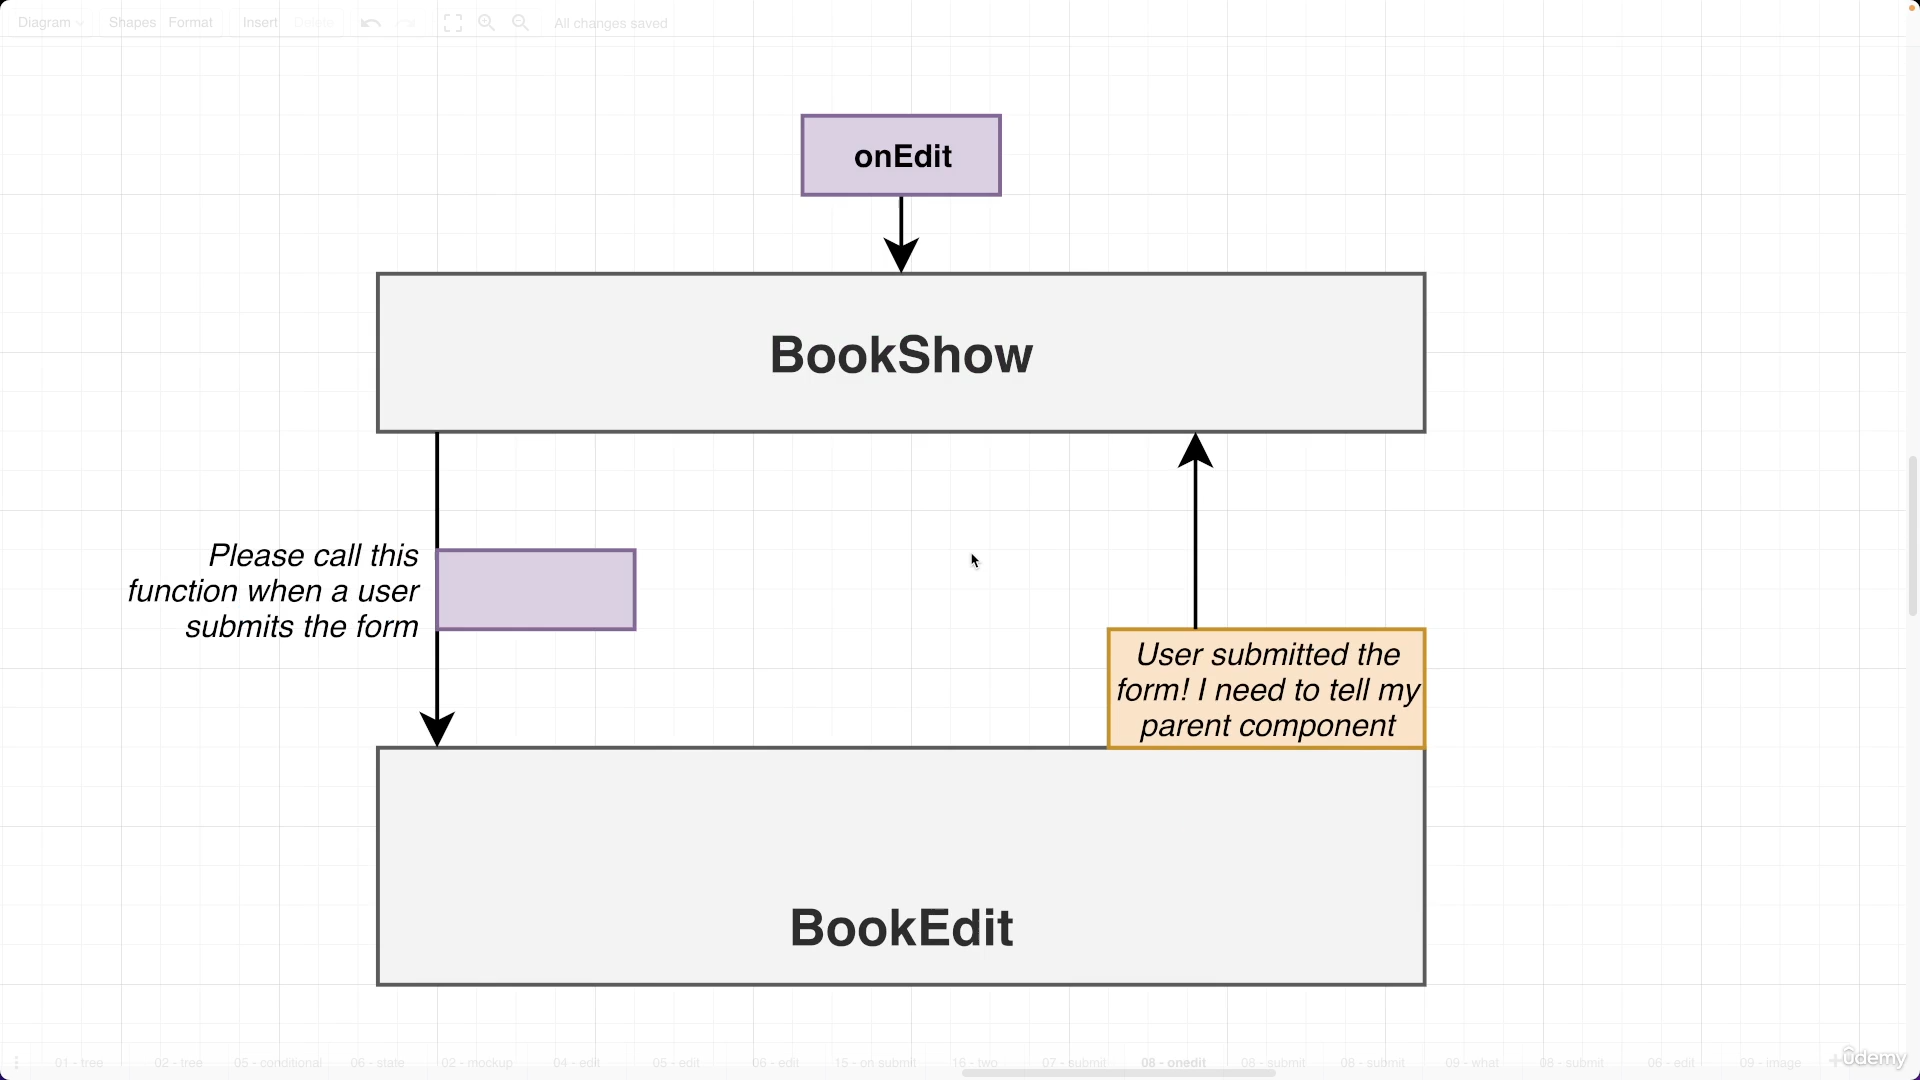 Diagram Shapes Format Insert Delete All changes saved
onEdit
BookShow
Please call this
function when a user
submits the form
User submitted the
form! I need to tell my
parent component
BookEdit
01 - tree 02 - tree 05 - conditional 06 - state 02 - mockup 04 - edit 05 - edit 06 - edit 15 - on submit 16 - two 07 - submit 08 - onedit 08 - submit 08 - submit 09 - what 08 - submit 06 - edit 09 - image
ûdemy